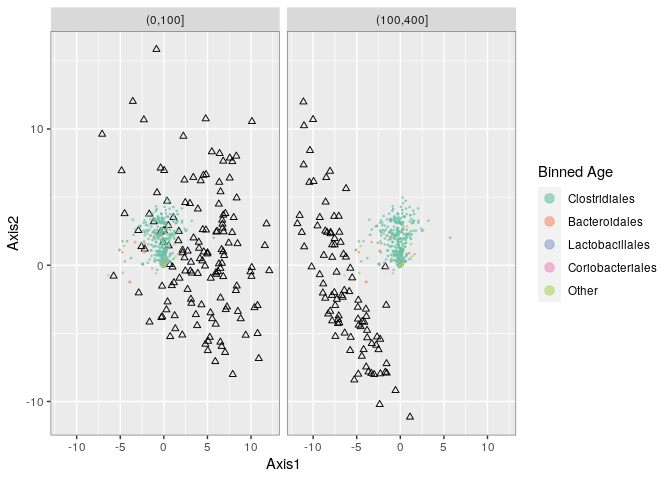 (0,100]
(100,400]
10
0
-10
Axis2
-10
-5
0
5
10
-10
-5
0
5
10
Axis1
Binned Age
Clostridiales
Bacteroidales
Lactobacillales
Coriobacteriales
Other